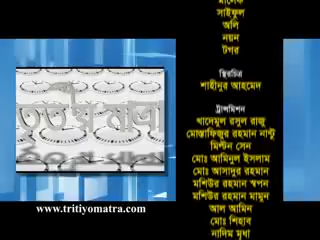 সাইফুল
অলি
নয়ন
টপর
স্থিরচিত্র
শাহীনুর আহমেদ
ট্রান্সমিশন
খাদেমুল রসুল রাজু
মোস্তাফিজুর রহমান নান্টু
মিল্টন সেন
মোঃ আমিনুল ইসলাম
মোঃ আসাদুর রহমান
মশিউর রহমান স্বপন
মশিউর রহমান মামুন
আল আমিন
মোঃ শিহাব
নাদিম মৃধা
www.tritiyomatra.com